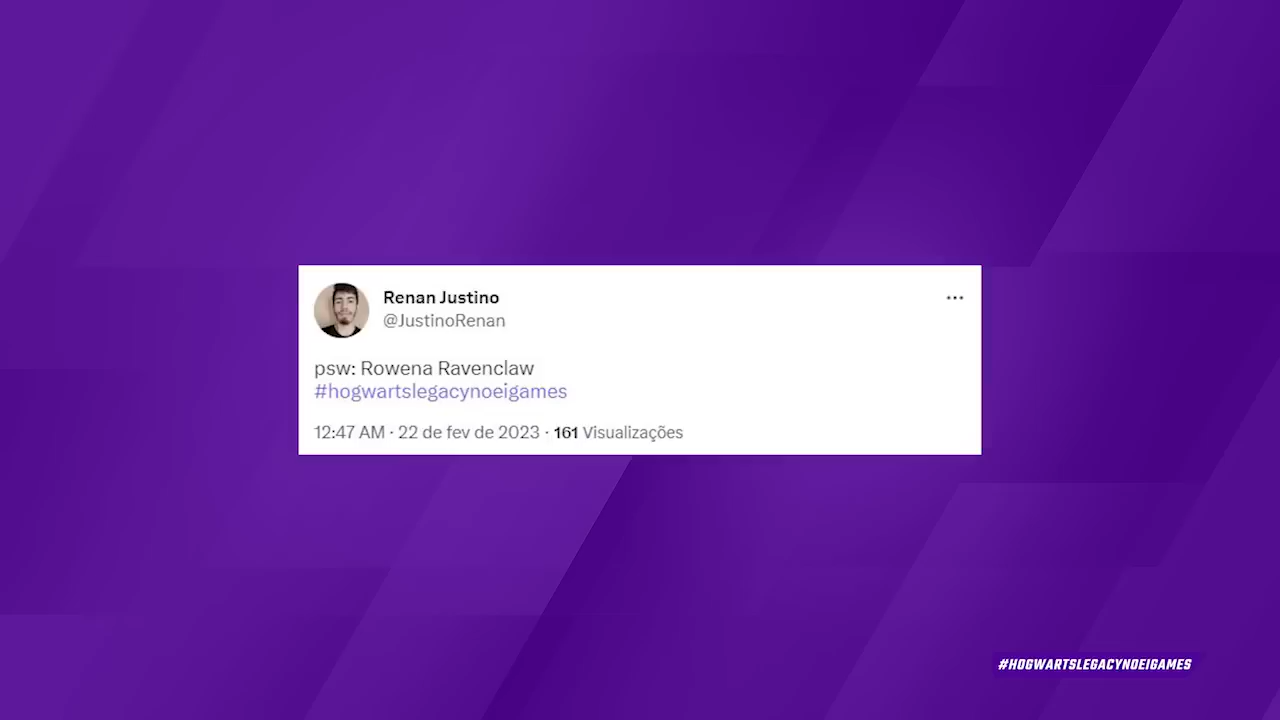 Renan Justino
@JustinoRenan
psw: Rowena Ravenclaw
#hogwartslegacynoeigames
12:47 AM · 22 de fev de 2023 · 161 Visualizações
#HOGWARTSLEGACYNOEIGAMES